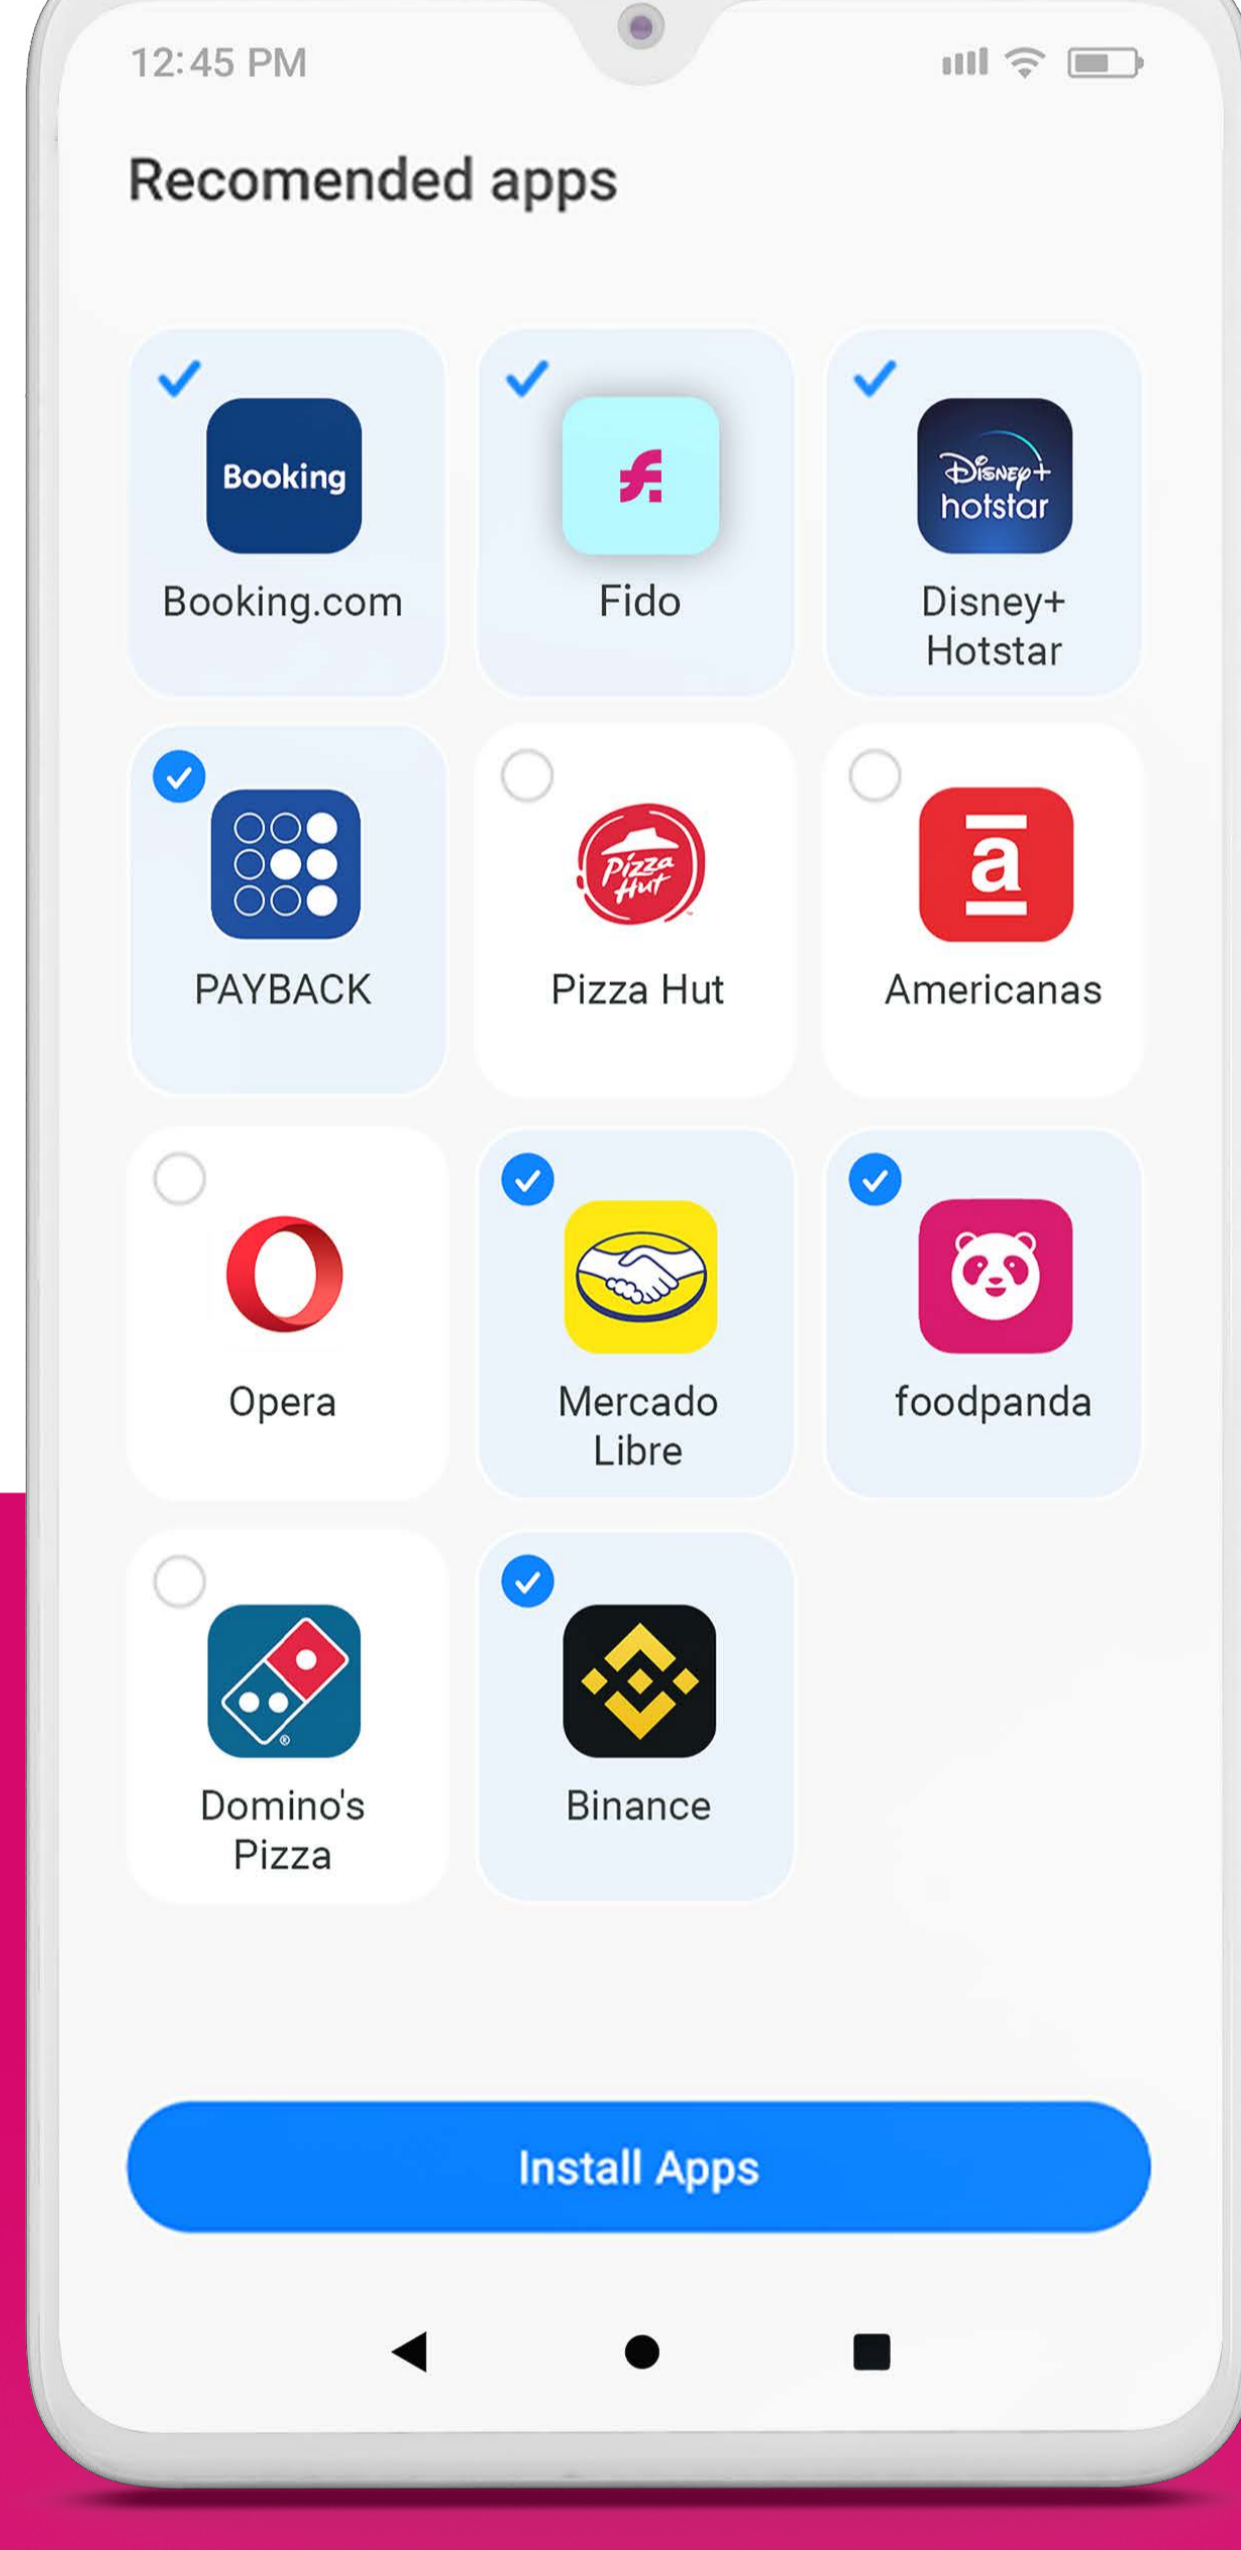 12:45 PM
Recomended apps
Booking
Booking.com
Fido
Disney+
hotstar
Disney+
Hotstar
PAYBACK
Pizza
Hut
Pizza Hut
a
Americanas
Opera
Mercado
Libre
foodpanda
®
Domino's
Pizza
Binance
Install Apps